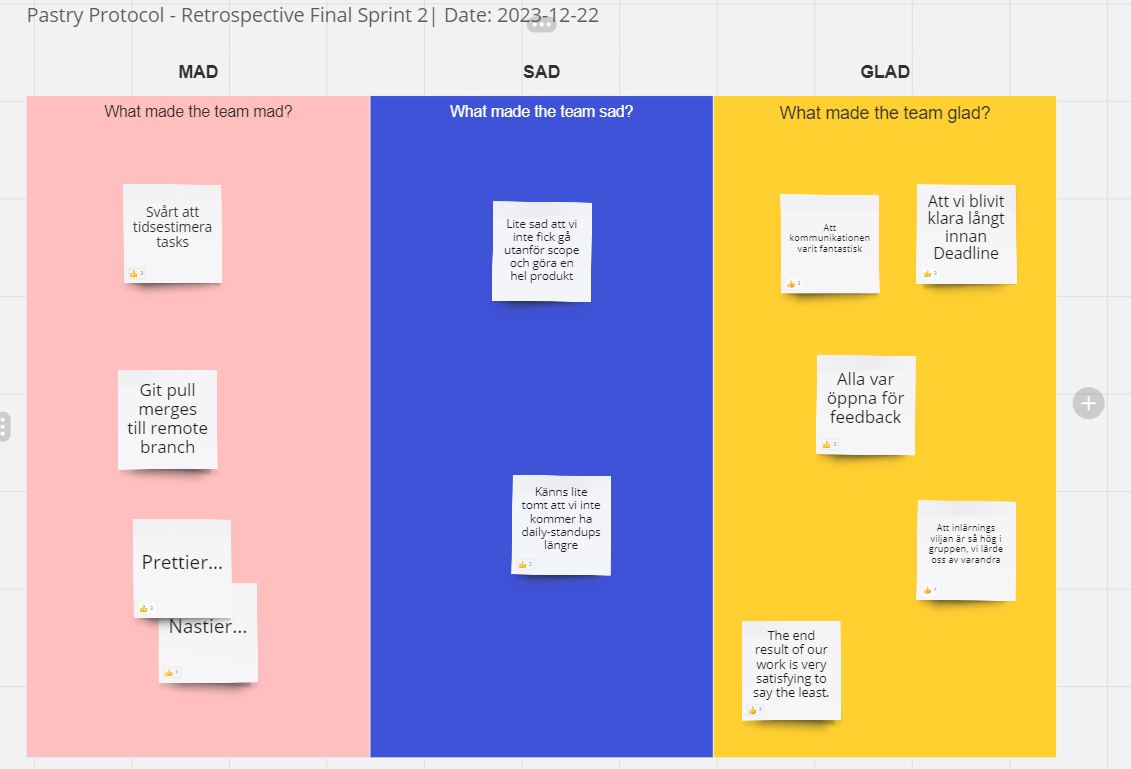 Pastry Protocol - Retrospective Final Sprint 2| Date: 2023-12-22
MAD
SAD
GLAD
What made the team mad?
What made the team sad?
What made the team glad?
Svårt att
tidsestimera
tasks
3
Git pull
merges
till remote
branch
Prettier...
3
Nastier...
Lite sad att vi
inte fick gå
utanför scope
och göra en
hel produkt
Känns lite
tomt att vi inte
kommer ha
daily-standups
längre
Att
kommunikationen
varit fantastisk
3
Att vi blivit
klara långt
innan
Deadline
3
Alla var
öppna för
feedback
3
Att inlärnings
viljan är så hög i
gruppen, vi lärde
oss av varandra
The end
result of our
work is very
satisfying to
say the least.
3